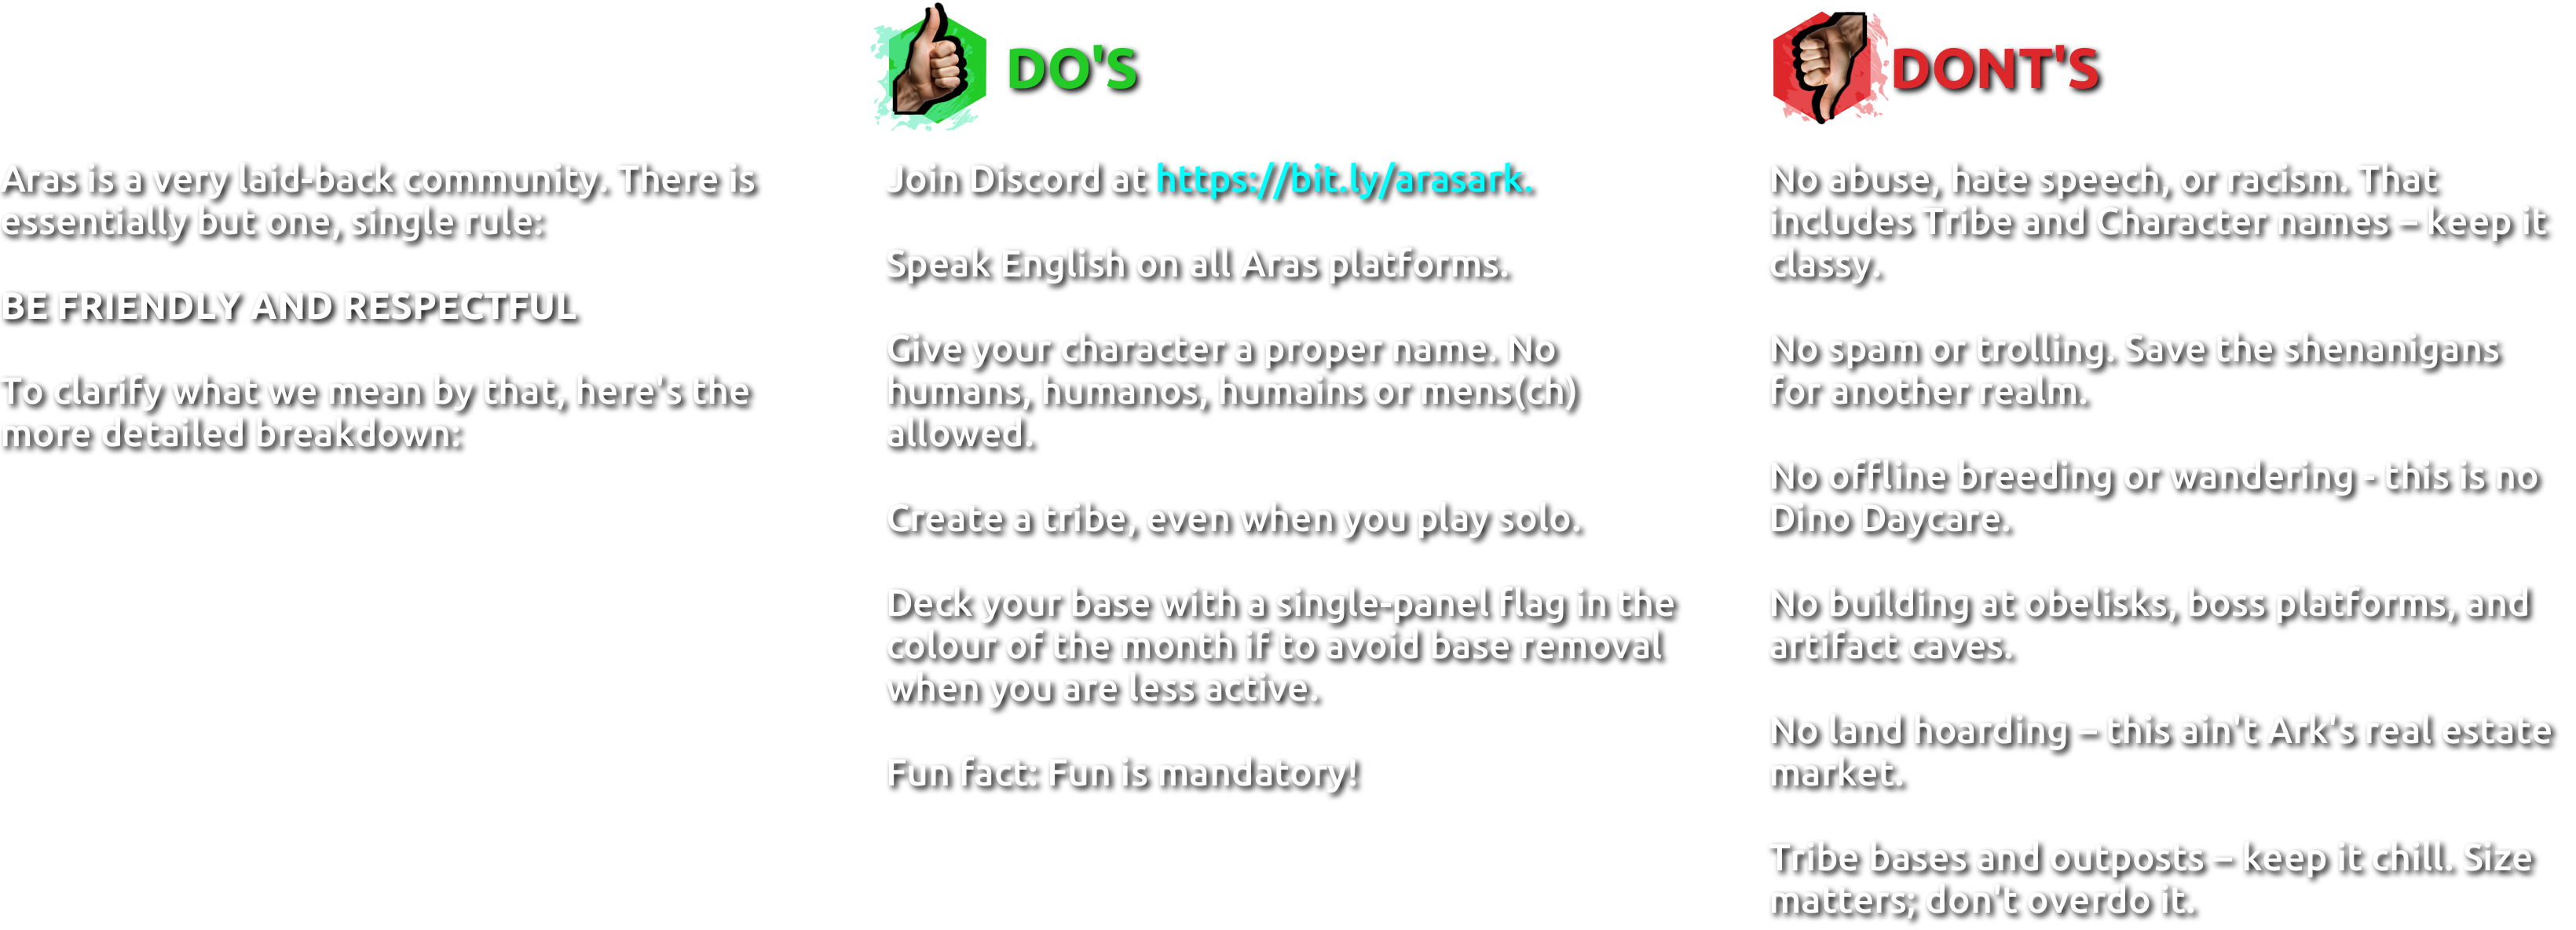 Aras is a very laid-back community. There is
essentially but one, single rule:
BE FRIENDLY AND RESPECTFUL
To clarify what we mean by that, here's the
more detailed breakdown:
DO'S
Join Discord at https://bit.ly/arasark.
Speak English on all Aras platforms.
Give your character a proper name. No
humans, humanos, humains or mens(ch)
allowed.
Create a tribe, even when you play solo.
Deck your base with a single-panel flag in the
colour of the month if to avoid base removal
when you are less active.
Fun fact: Fun is mandatory!
DONT'S
No abuse, hate speech, or racism. That
includes Tribe and Character names – keep it
classy.
No spam or trolling. Save the shenanigans
for another realm.
No offline breeding or wandering - this is no
Dino Daycare.
No building at obelisks, boss platforms, and
artifact caves.
No land hoarding – this ain't Ark's real estate
market.
Tribe bases and outposts – keep it chill. Size
matters; don't overdo it.